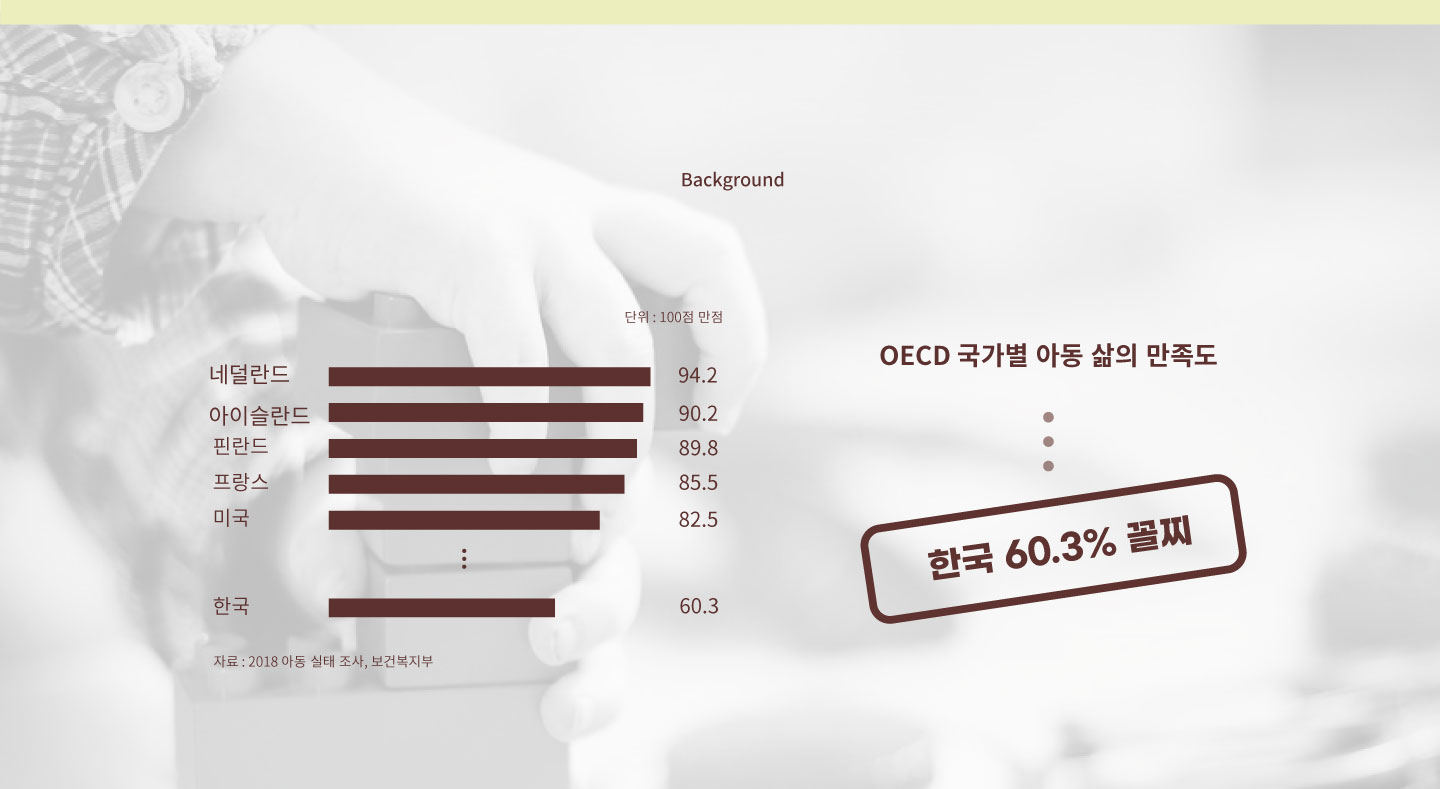 Background
단위 : 100점 만점
네덜란드 94.2
아이슬란드 90.2
핀란드 89.8
프랑스 85.5
미국 82.5
한국 60.3
자료 : 2018 아동 실태 조사, 보건복지부
OECD 국가별 아동 삶의 만족도
한국 60.3% 꼴찌